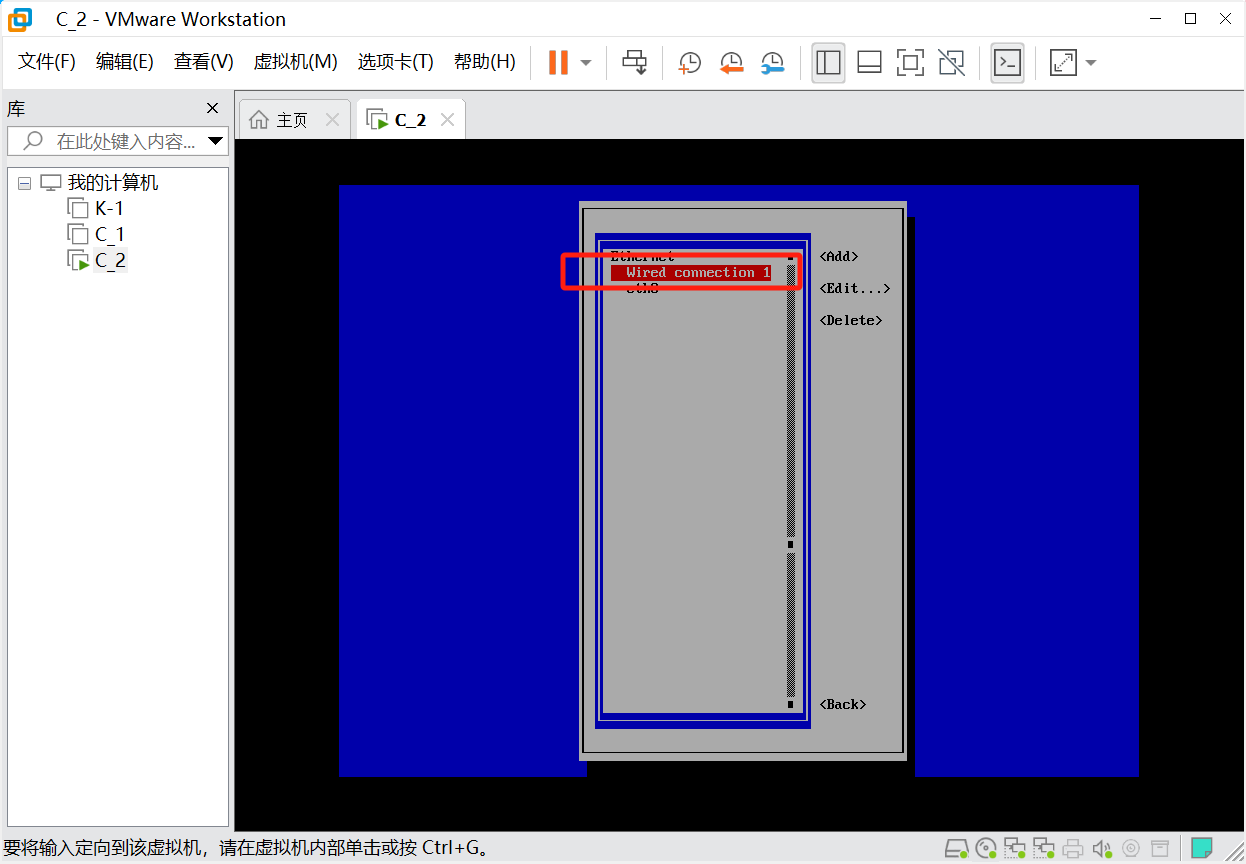 C_2 - VMware Workstation
文件(F) 编辑(E) 查看(V) 虚拟机(M) 选项卡(T) 帮助(H)
库
在此处键入内容...
我的计算机
K-1
C_1
C_2
主页
C_2
Ethernet
Wired connection 1
<Add>
<Edit...>
<Delete>
<Back>
要将输入定向到该虚拟机，请在虚拟机内部单击或按 Ctrl+G。